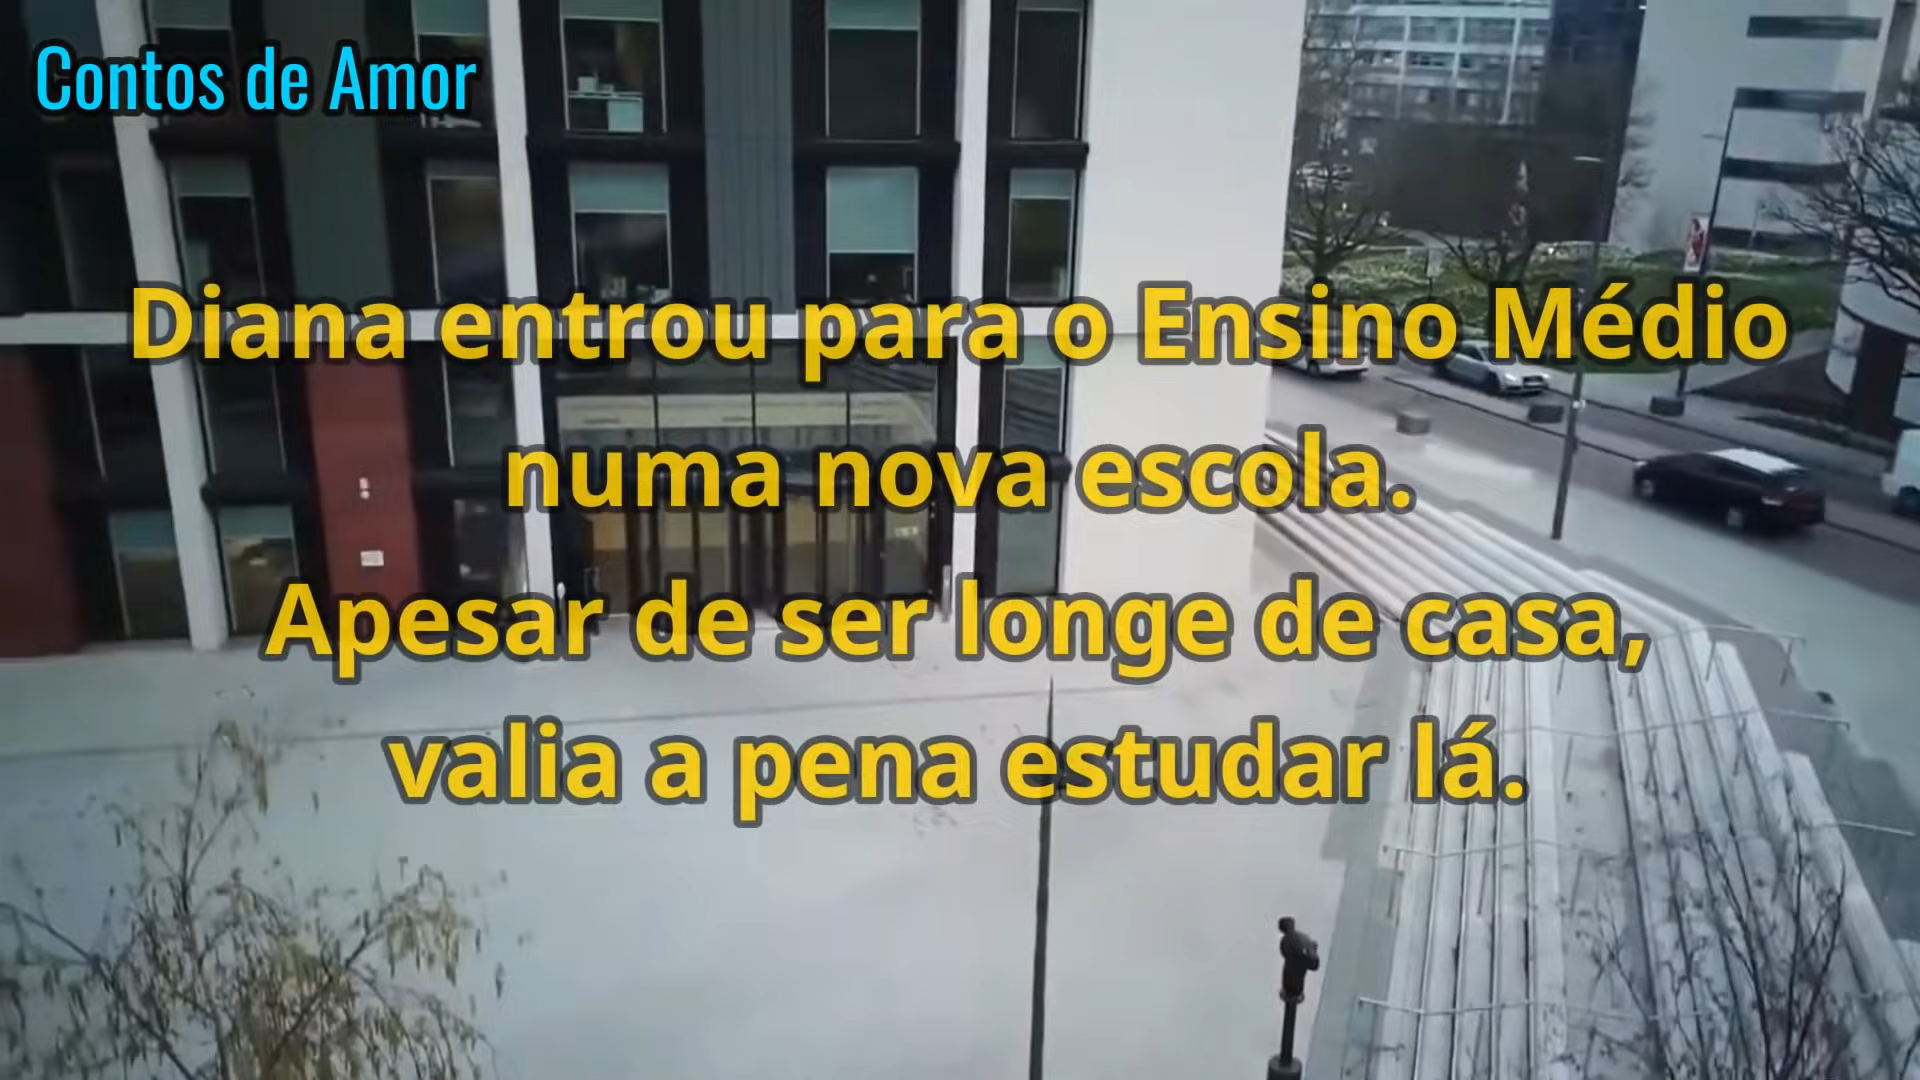 Contos de Amor
Diana entrou para o Ensino Médio
numa nova escola.
Apesar de ser longe de casa,
valia a pena estudar lá.